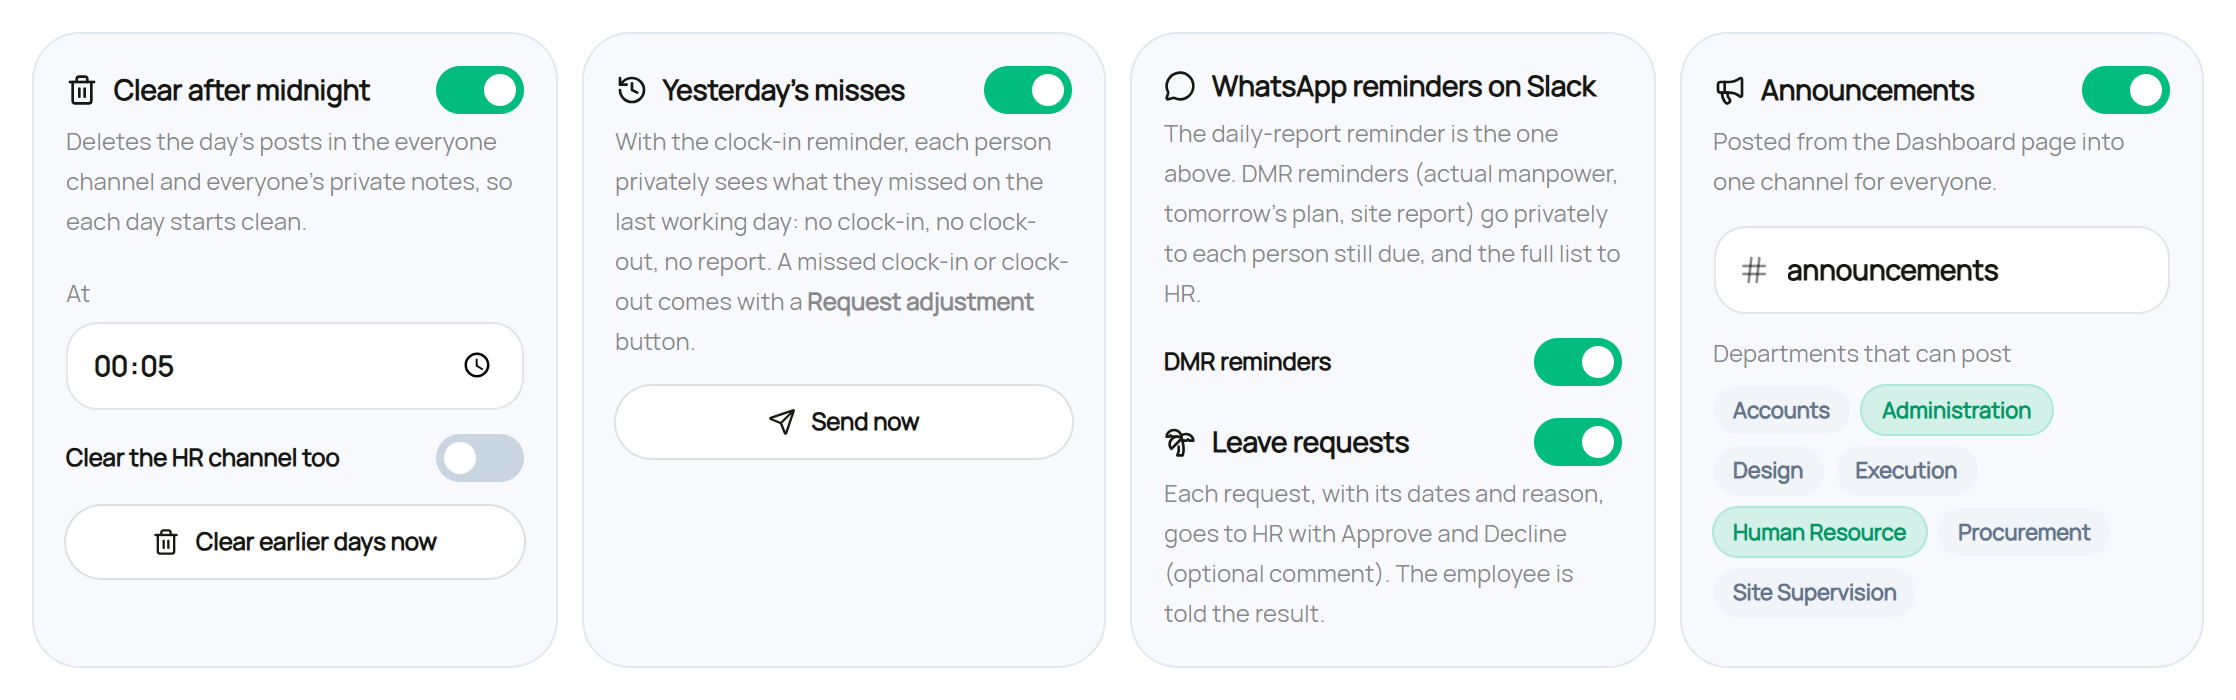 Clear after midnight
Deletes the day's posts in the everyone
channel and everyone's private notes, so
each day starts clean.
At
00:05
Clear the HR channel too
Clear earlier days now
Yesterday's misses
With the clock-in reminder, each person
privately sees what they missed on the
last working day: no clock-in, no clock-
out, no report. A missed clock-in or clock-
out comes with a Request adjustment
button.
Send now
WhatsApp reminders on Slack
The daily-report reminder is the one
above. DMR reminders (actual manpower,
tomorrow's plan, site report) go privately
to each person still due, and the full list to
HR.
DMR reminders
Leave requests
Each request, with its dates and reason,
goes to HR with Approve and Decline
(optional comment). The employee is
told the result.
Announcements
Posted from the Dashboard page into
one channel for everyone.
# announcements
Departments that can post
Accounts Administration
Design Execution
Human Resource Procurement
Site Supervision